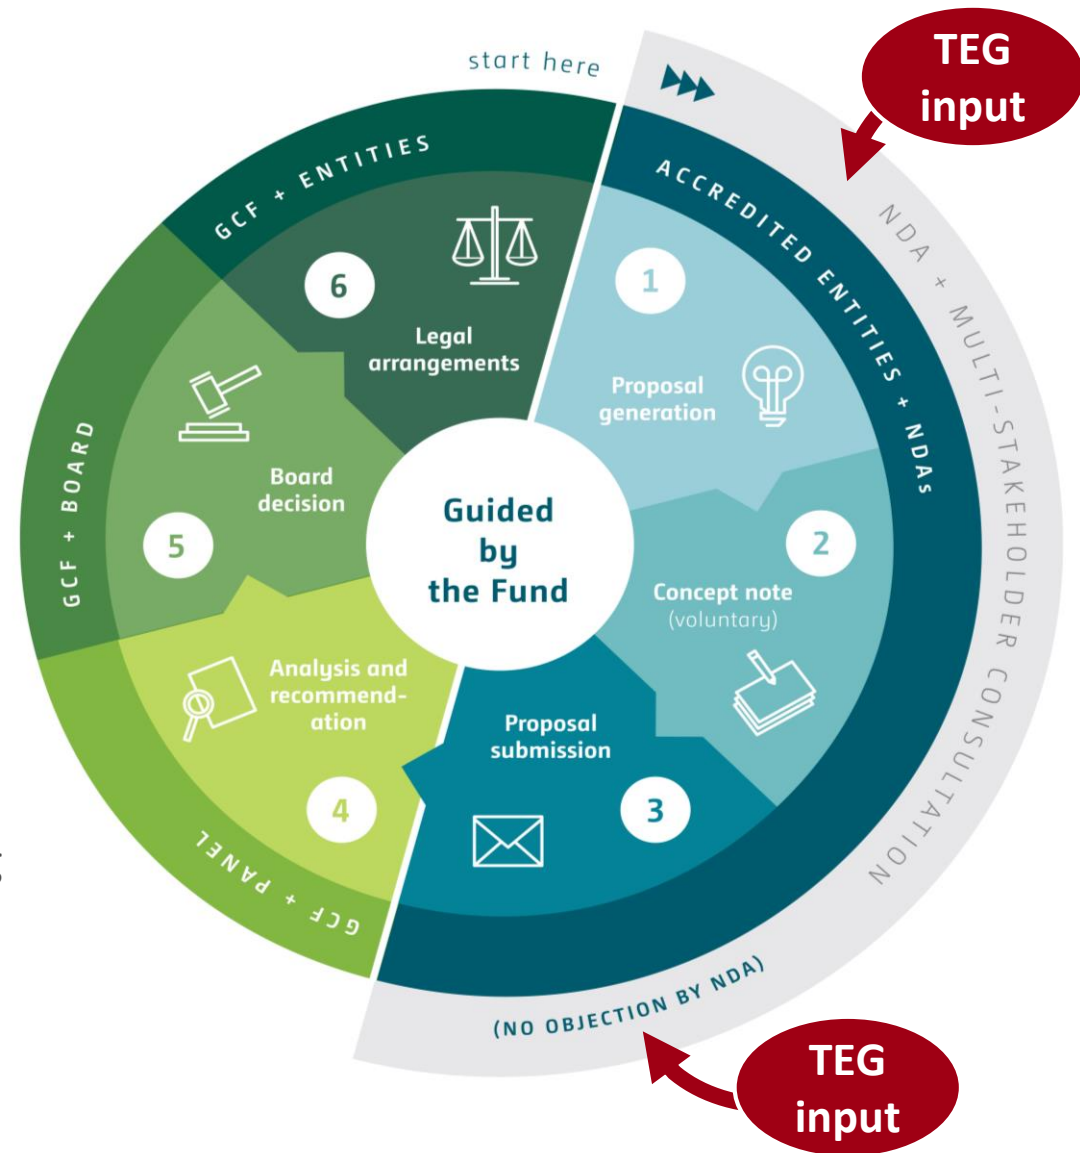 start here
TEG
input
GCF + ENTITIES
ACCREDITED ENTITIES + NDAs
NDA + MULTI-STAKEHOLDER CONSULTATION
1
Proposal
generation
2
Concept note
(voluntary)
3
Proposal
submission
(NO OBJECTION BY NDA)
TEG
input
4
Analysis and
recommend-
ation
GCF + PANEL
5
Board
decision
GCF + BOARD
6
Legal
arrangements
Guided
by
the Fund